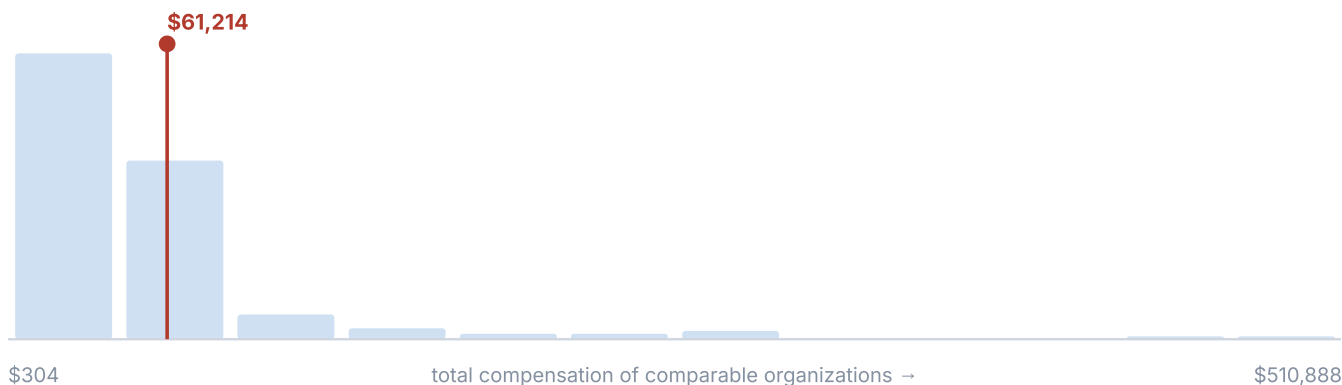 $61,214
$304 total compensation of comparable organizations → $510,888